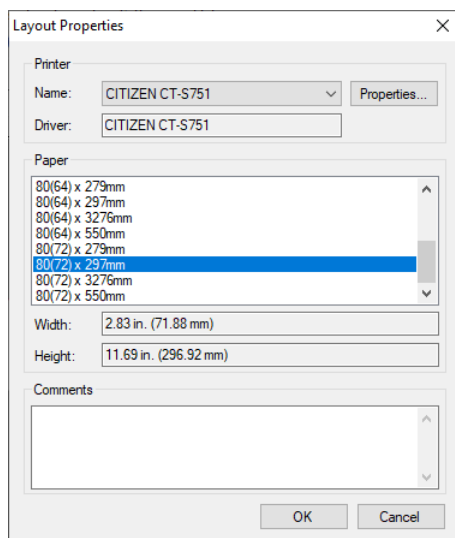 Layout Properties
Printer
Name: CITIZEN CT-S751 Properties...
Driver: CITIZEN CT-S751
Paper
80(64) x 279mm
80(64) x 297mm
80(64) x 3276mm
80(64) x 550mm
80(72) x 279mm
80(72) x 297mm
80(72) x 3276mm
80(72) x 550mm
Width: 2.83 in. (71.88 mm)
Height: 11.69 in. (296.92 mm)
Comments
OK Cancel